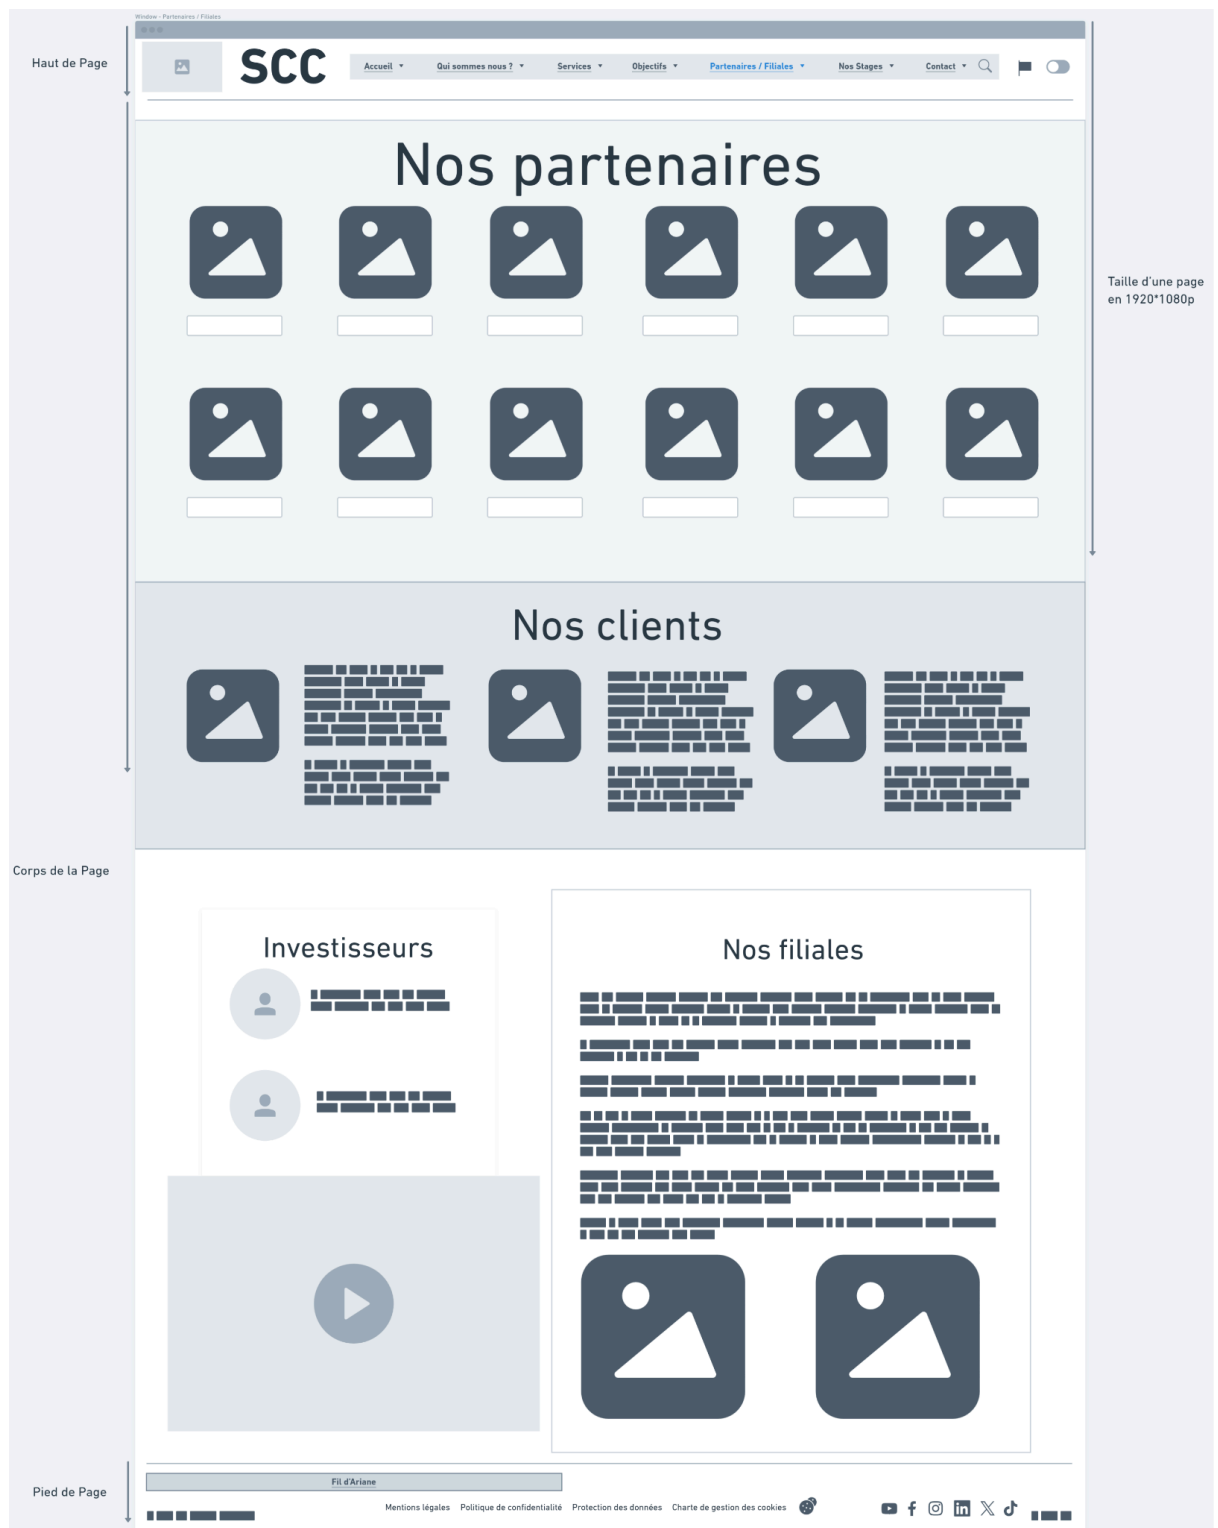 Window - Partenaires / Filiales
Haut de Page
SCC
Accueil
Qui sommes nous ?
Services
Objectifs
Partenaires / Filiales
Nos Stages
Contact
Nos partenaires
Taille d'une page
en 1920*1080p
Nos clients
Corps de la Page
Investisseurs
Nos filiales
Pied de Page
Fil d'Ariane
Mentions légales Politique de confidentialité Protection des données Charte de gestion des cookies